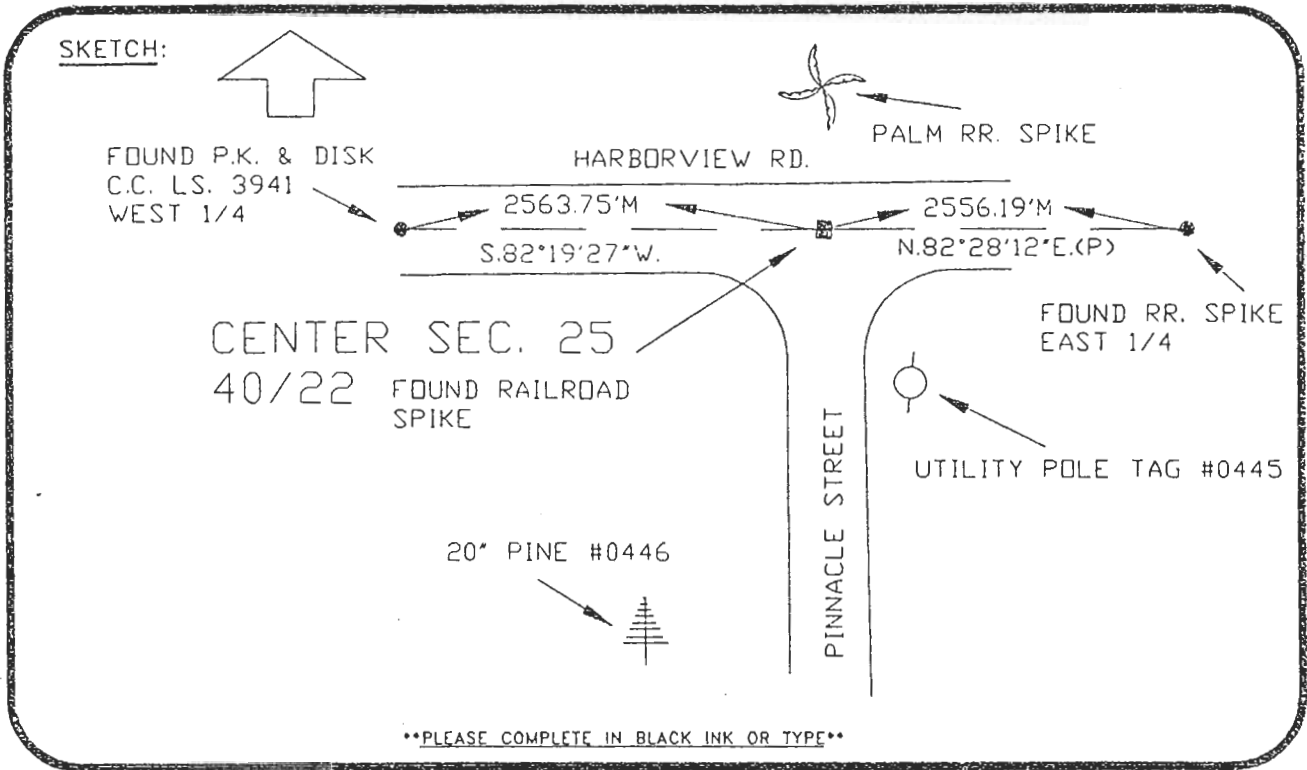 SKETCH:
PALM RR. SPIKE
FOUND P.K. & DISK
C.C. LS. 3941
WEST 1/4
HARBORVIEW RD.
2563.75'M
2556.19'M
S.82°19'27"W.
N.82°28'12"E.(P)
FOUND RR. SPIKE
EAST 1/4
CENTER SEC. 25
40/22 FOUND RAILROAD
SPIKE
UTILITY POLE TAG #0445
PINNACLE STREET
20" PINE #0446
**PLEASE COMPLETE IN BLACK INK OR TYPE**